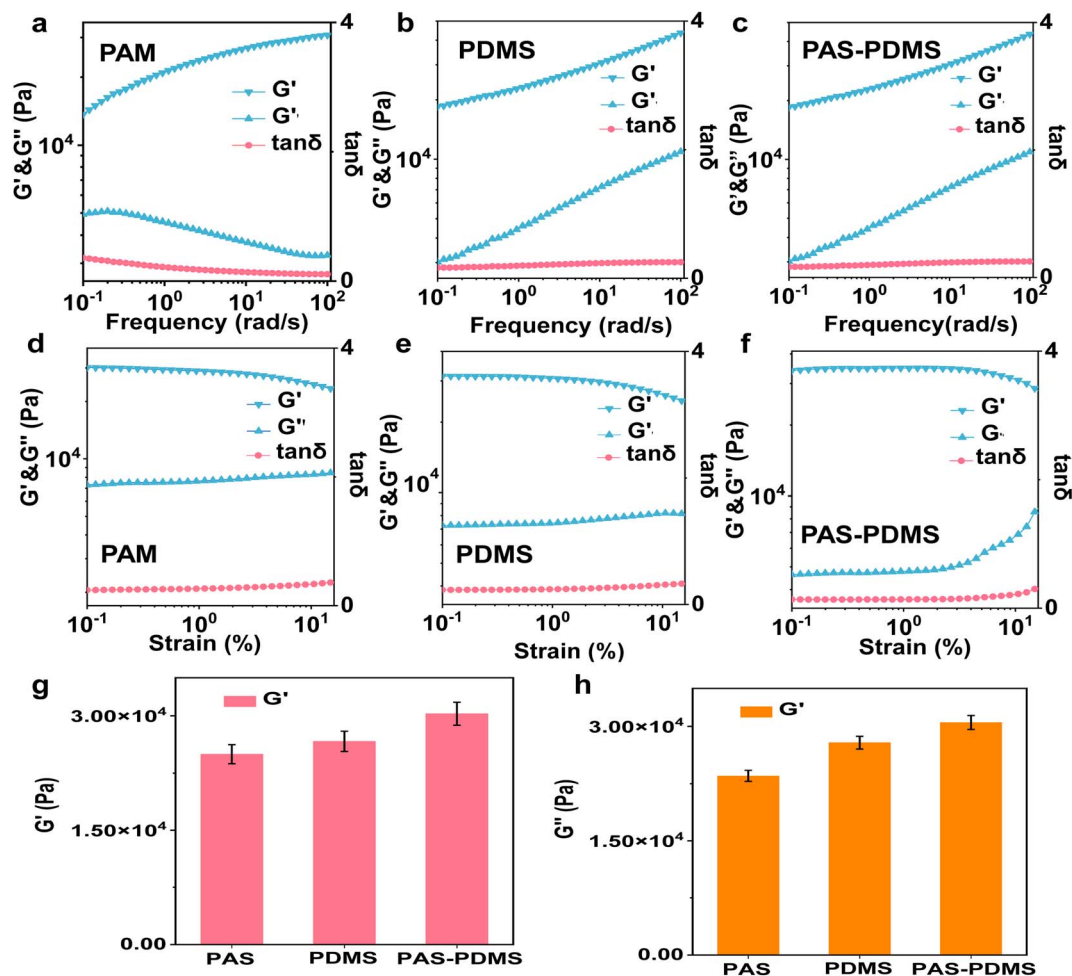 a
PAM
G' &G'' (Pa)
10⁴
G'
G''
tanδ
4
0
tanδ
10⁻¹ 10⁰ 10¹ 10²
Frequency (rad/s)
b
PDMS
G' &G'' (Pa)
10⁴
G'
G'.
tanδ
4
0
tanδ
10⁻¹ 10⁰ 10¹ 10²
Frequency (rad/s)
c
PAS-PDMS
G'&G'' (Pa)
10⁴
G'
G'.
tanδ
4
0
tanδ
10⁻¹ 10⁰ 10¹ 10²
Frequency(rad/s)
d
G' &G'' (Pa)
10⁴
G'
G''
tanδ
PAM
4
0
tanδ
10⁻¹ 10⁰ 10¹
Strain (%)
e
G' &G'' (Pa)
10⁴
G'
G'.
tanδ
PDMS
4
0
tanδ
10⁻¹ 10⁰ 10¹
Strain (%)
f
G' &G'' (Pa)
10⁴
G'
G''
tanδ
PAS-PDMS
4
0
tanδ
10⁻¹ 10⁰ 10¹
Strain (%)
g
G'
G' (Pa)
3.00×10⁴
1.50×10⁴
0.00
PAS PDMS PAS-PDMS
h
G'
G'' (Pa)
3.00×10⁴
1.50×10⁴
0.00
PAS PDMS PAS-PDMS